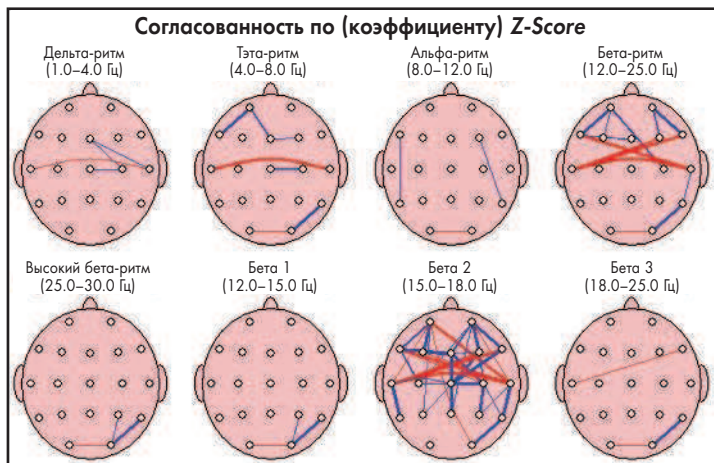 Согласованность по (коэффициенту) Z-Score
Дельта-ритм
(1.0–4.0 Гц)
Тэта-ритм
(4.0–8.0 Гц)
Альфа-ритм
(8.0–12.0 Гц)
Бета-ритм
(12.0–25.0 Гц)
Высокий бета-ритм
(25.0–30.0 Гц)
Бета 1
(12.0–15.0 Гц)
Бета 2
(15.0–18.0 Гц)
Бета 3
(18.0–25.0 Гц)